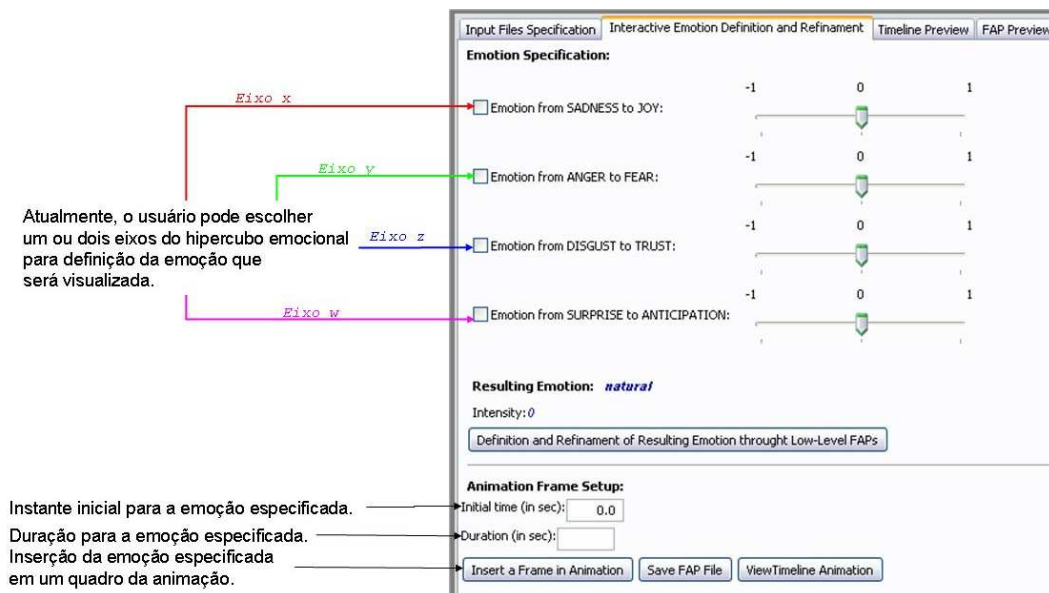 Input Files Specification Interactive Emotion Definition and Refinament Timeline Preview FAP Preview
Emotion Specification:
-1 0 1
Eixo x
Emotion from SADNESS to JOY:
-1 0 1
Eixo y
Emotion from ANGER to FEAR:
Atualmente, o usuário pode escolher
um ou dois eixos do hipercubo emocional
para definição da emoção que
será visualizada.
-1 0 1
Eixo z
Emotion from DISGUST to TRUST:
-1 0 1
Eixo w
Emotion from SURPRISE to ANTICIPATION:
Resulting Emotion: natural
Intensity:0
Definition and Refinament of Resulting Emotion throught Low-Level FAPs
Animation Frame Setup:
Instante inicial para a emoção especificada.
Initial time (in sec): 0.0
Duração para a emoção especificada.
Duration (in sec):
Inserção da emoção especificada
em um quadro da animação.
Insert a Frame in Animation Save FAP File ViewTimeline Animation